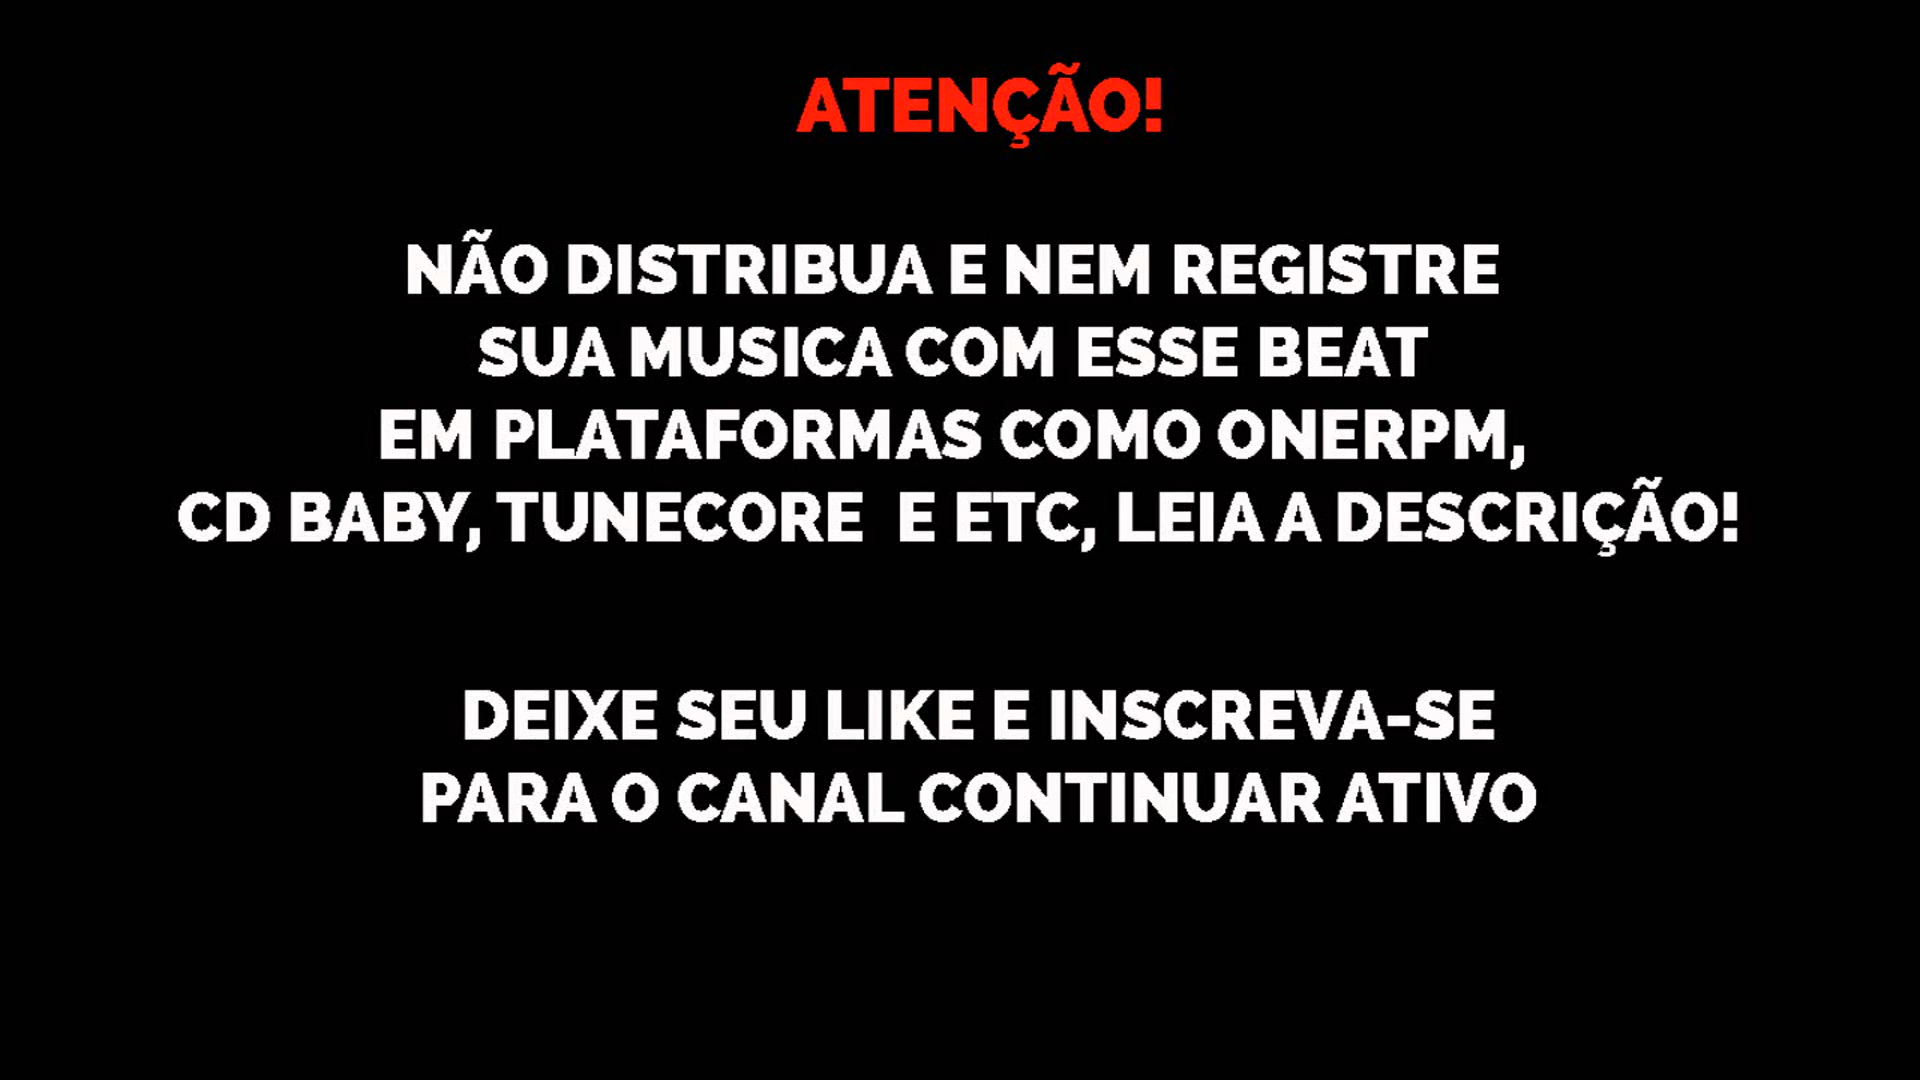 ATENÇÃO!
NÃO DISTRIBUA E NEM REGISTRE
SUA MUSICA COM ESSE BEAT
EM PLATAFORMAS COMO ONERPM,
CD BABY, TUNECORE  E ETC, LEIA A DESCRIÇÃO!
DEIXE SEU LIKE E INSCREVA-SE
PARA O CANAL CONTINUAR ATIVO